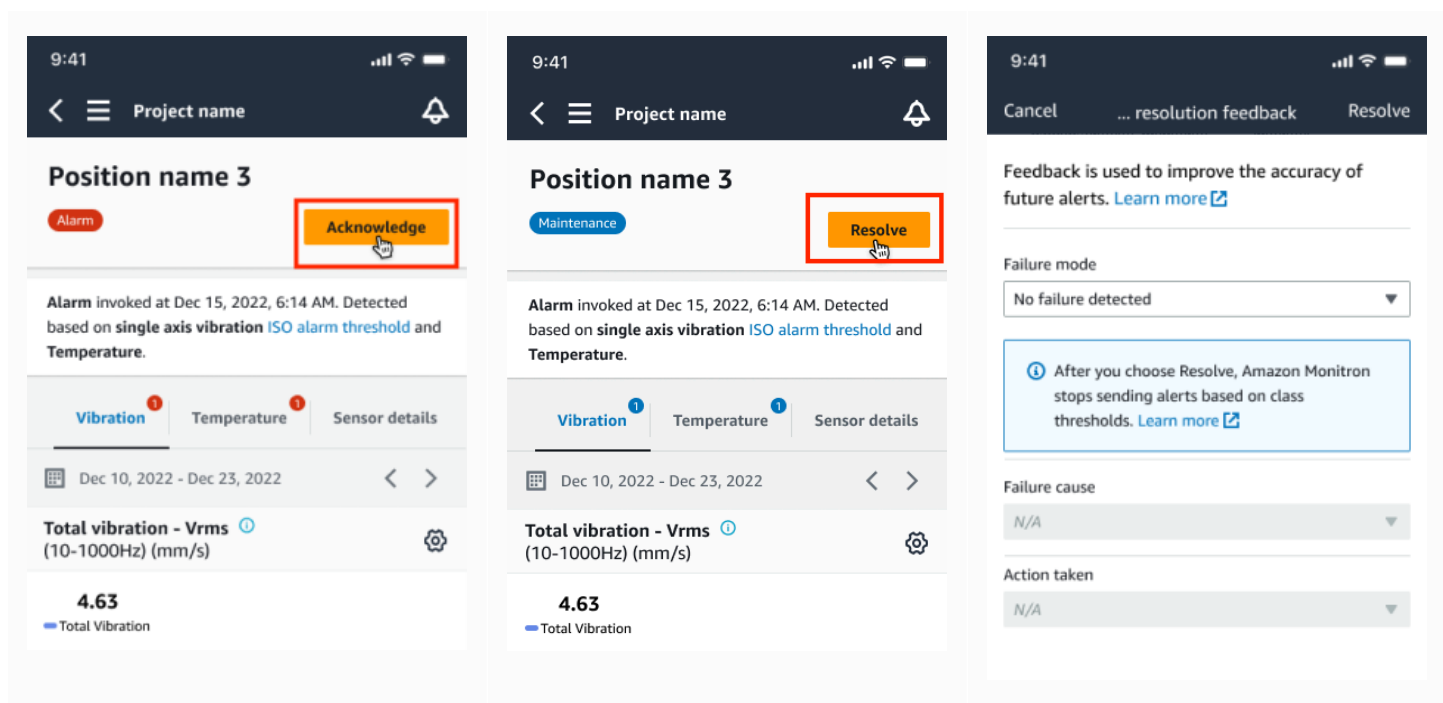 9:41
Project name
Position name 3
Alarm
Acknowledge
Alarm invoked at Dec 15, 2022, 6:14 AM. Detected
based on single axis vibration ISO alarm threshold and
Temperature.
Vibration 1
Temperature 1
Sensor details
Dec 10, 2022 - Dec 23, 2022
Total vibration - Vrms
(10-1000Hz) (mm/s)
4.63
Total Vibration
9:41
Project name
Position name 3
Maintenance
Resolve
Alarm invoked at Dec 15, 2022, 6:14 AM. Detected
based on single axis vibration ISO alarm threshold and
Temperature.
Vibration 1
Temperature 1
Sensor details
Dec 10, 2022 - Dec 23, 2022
Total vibration - Vrms
(10-1000Hz) (mm/s)
4.63
Total Vibration
9:41
Cancel ... resolution feedback Resolve
Feedback is used to improve the accuracy of
future alerts. Learn more
Failure mode
No failure detected
After you choose Resolve, Amazon Monitron
stops sending alerts based on class
thresholds. Learn more
Failure cause
N/A
Action taken
N/A